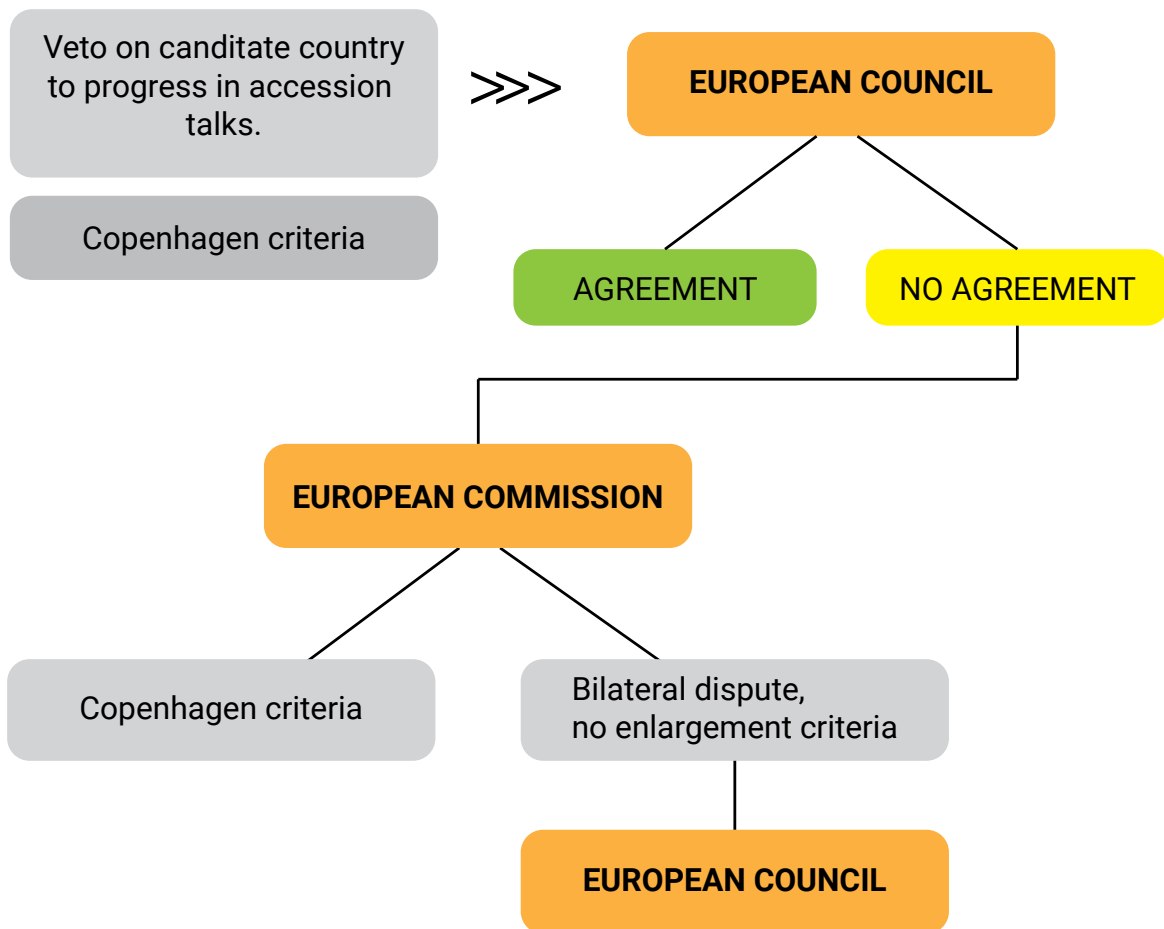 Veto on canditate country
to progress in accession
talks.
>>>
EUROPEAN COUNCIL
Copenhagen criteria
AGREEMENT
NO AGREEMENT
EUROPEAN COMMISSION
Copenhagen criteria
Bilateral dispute,
no enlargement criteria
EUROPEAN COUNCIL